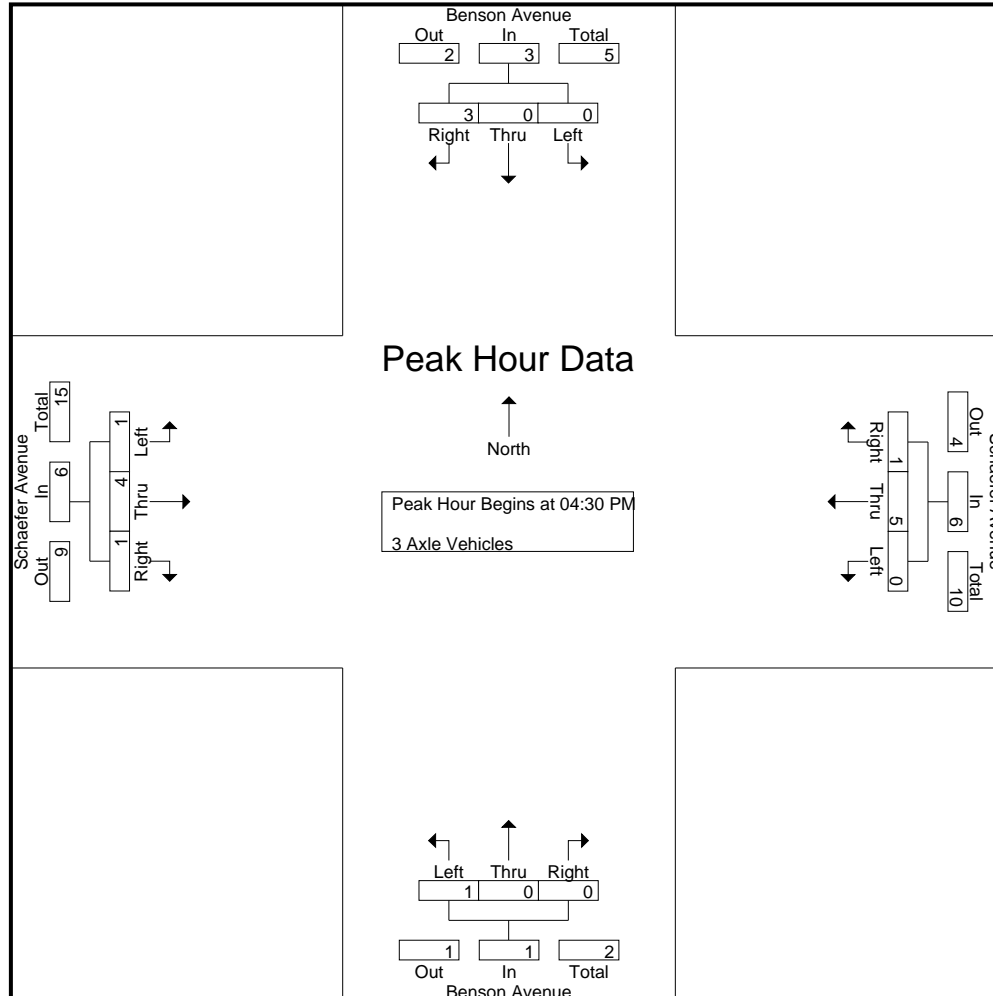 Benson Avenue
Out In Total
2 3 5
3 0 0
Right Thru Left
Peak Hour Data
North
Peak Hour Begins at 04:30 PM
3 Axle Vehicles
Schaefer Avenue
Total In Out
15 6 9
1 4 1
Left Thru Right
Right Thru Left
1 5 0
Out In Total
4 6 10
Left Thru Right
1 0 0
1 1 2
Out In Total
Benson Avenue